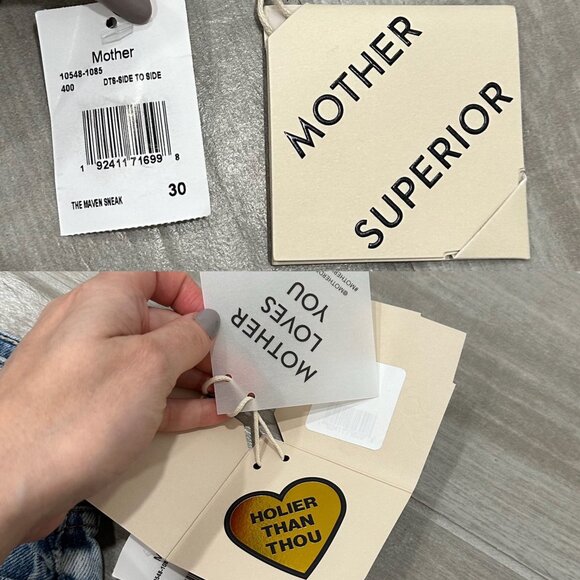 Mother
10548-1085
400 DTS-SIDE TO SIDE
1 92411 71699 8
THE MAVEN SNEAK 30
MOTHER
SUPERIOR
MOTHER
LOVES
YOU
HOLIER
THAN
THOU